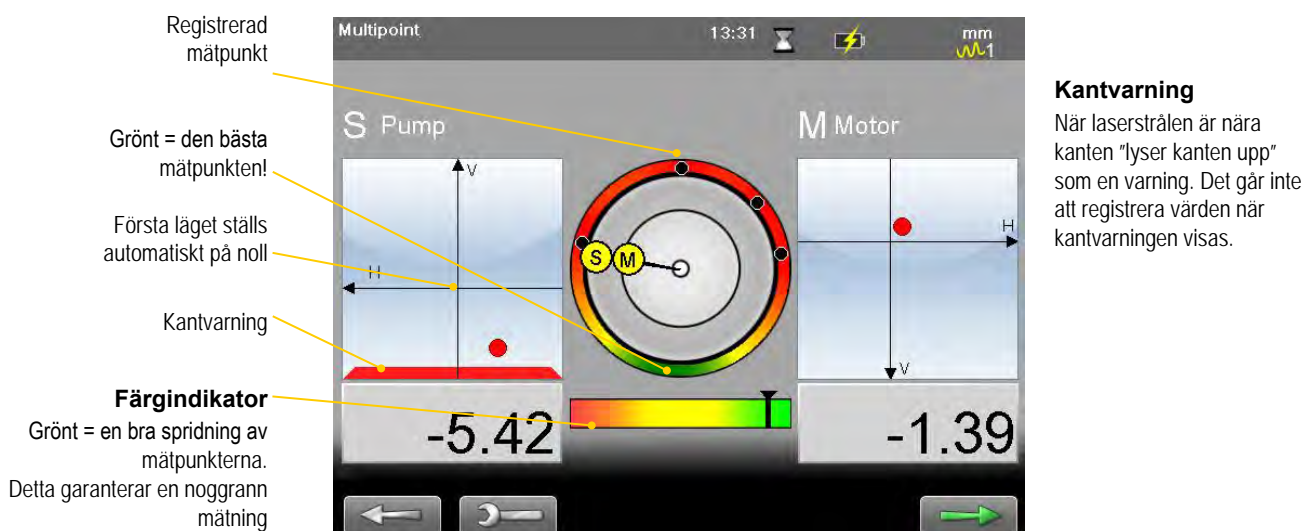 Registrerad
mätpunkt
Grönt = den bästa
mätpunkten!
Första läget ställs
automatiskt på noll
Kantvarning
Färgindikator
Grönt = en bra spridning av
mätpunkterna.
Detta garanterar en noggrann
mätning
Multipoint
13:31
mm
1
S Pump
M Motor
V
H
S
M
H
V
-5.42
-1.39
Kantvarning
När laserstrålen är nära
kanten "lyser kanten upp"
som en varning. Det går inte
att registrera värden när
kantvarningen visas.